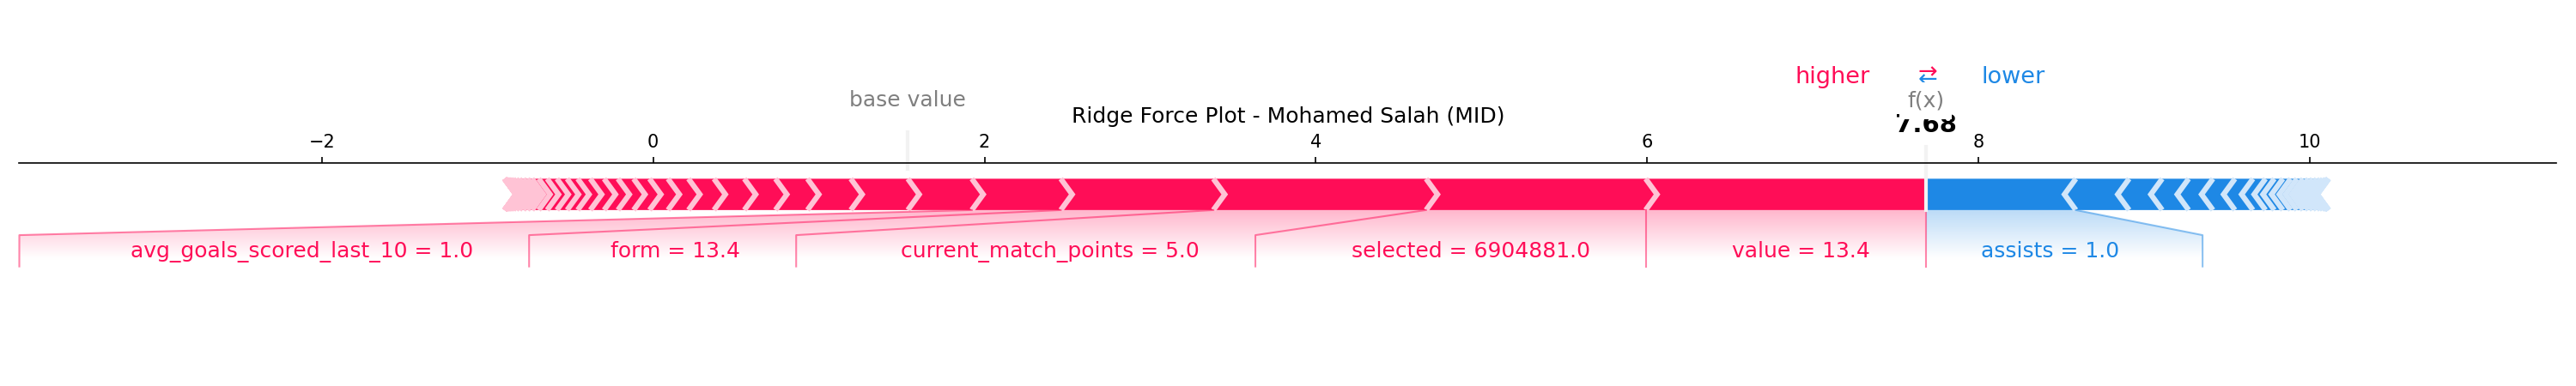 higher ⇄ lower
base value
f(x)
Ridge Force Plot - Mohamed Salah (MID)
7.68
−2 0 2 4 6 8 10
avg_goals_scored_last_10 = 1.0
form = 13.4
current_match_points = 5.0
selected = 6904881.0
value = 13.4
assists = 1.0